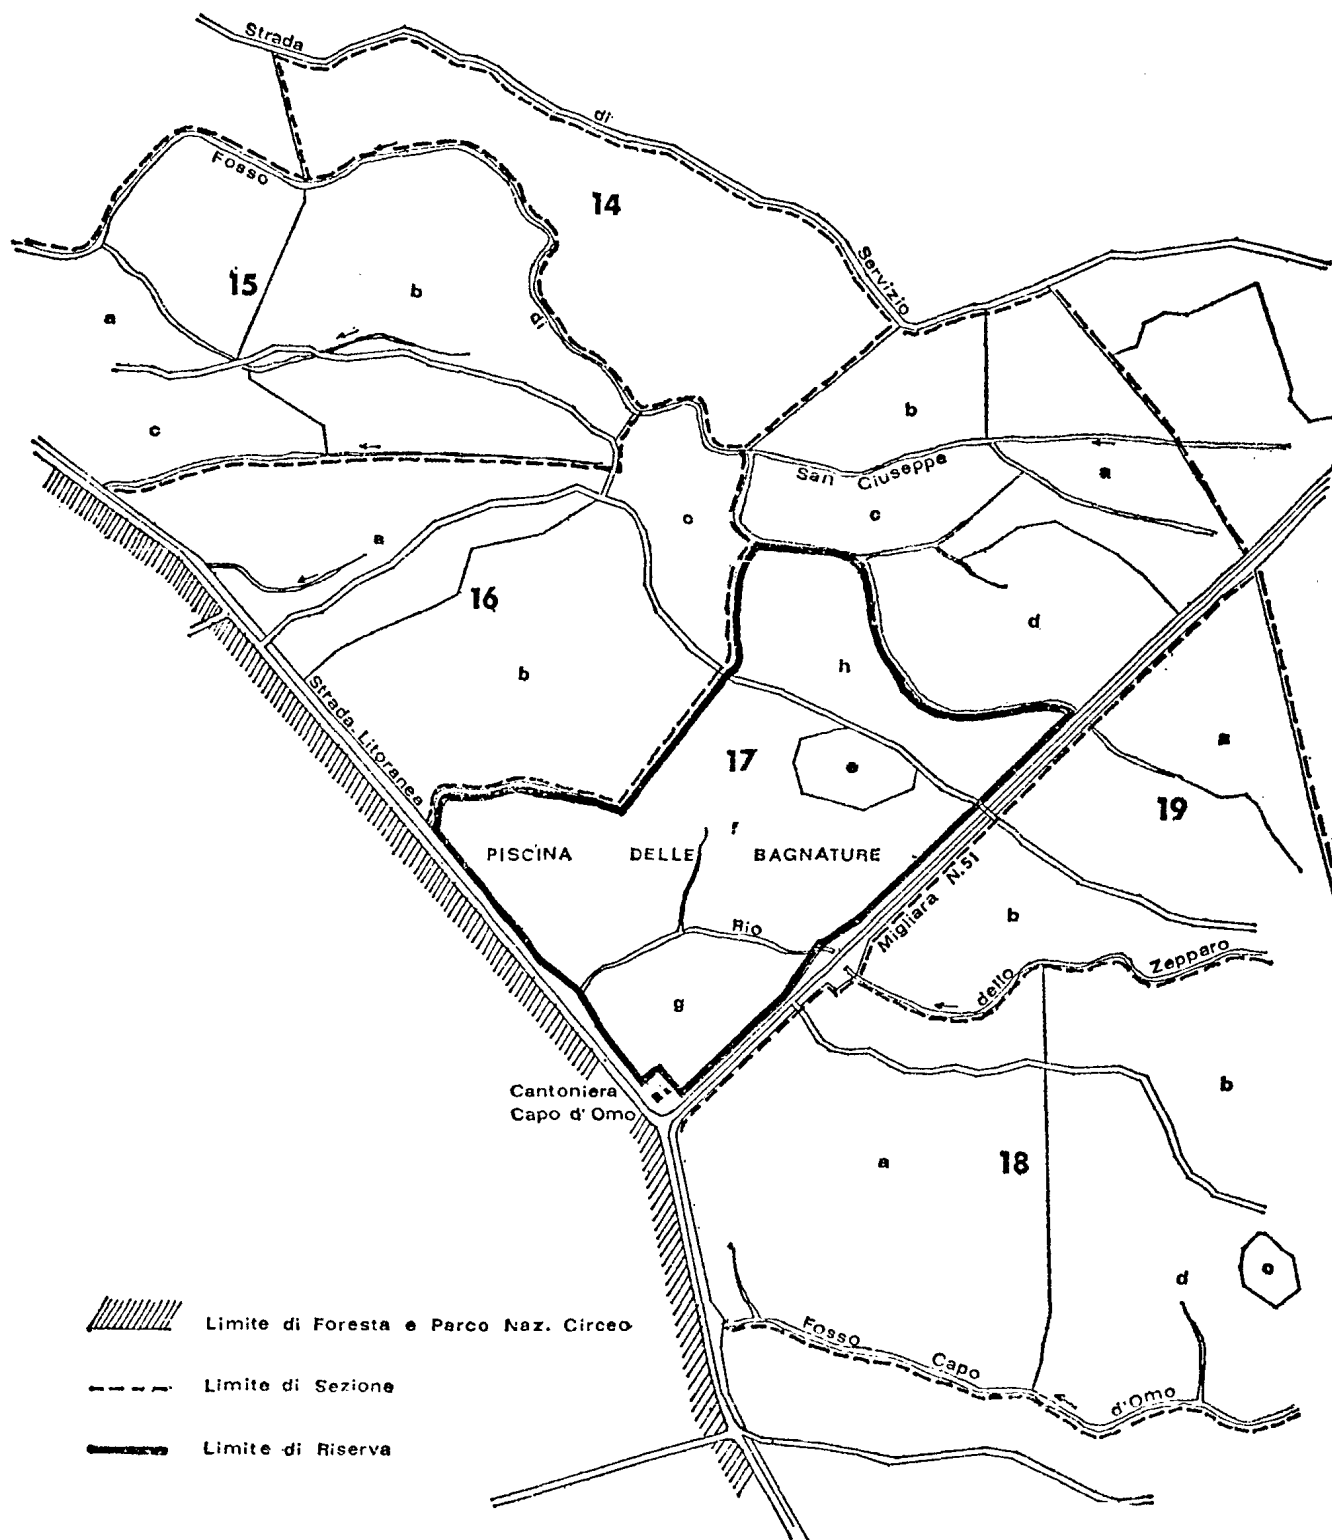 Strada
di
Servizio
Fosso
14
15
b
a
di
b
c
San Giuseppe
a
c
c
a
16
d
b
h
Strada Litoranea
17
e
a
19
f
PISCINA DELLE BAGNATURE
Migliara N.51
b
Rio
dello
Zepparo
g
Cantoniera
Capo d'Omo
b
a
18
d
Limite di Foresta e Parco Naz. Circeo
Fosso
Capo
d'Omo
Limite di Sezione
Limite di Riserva